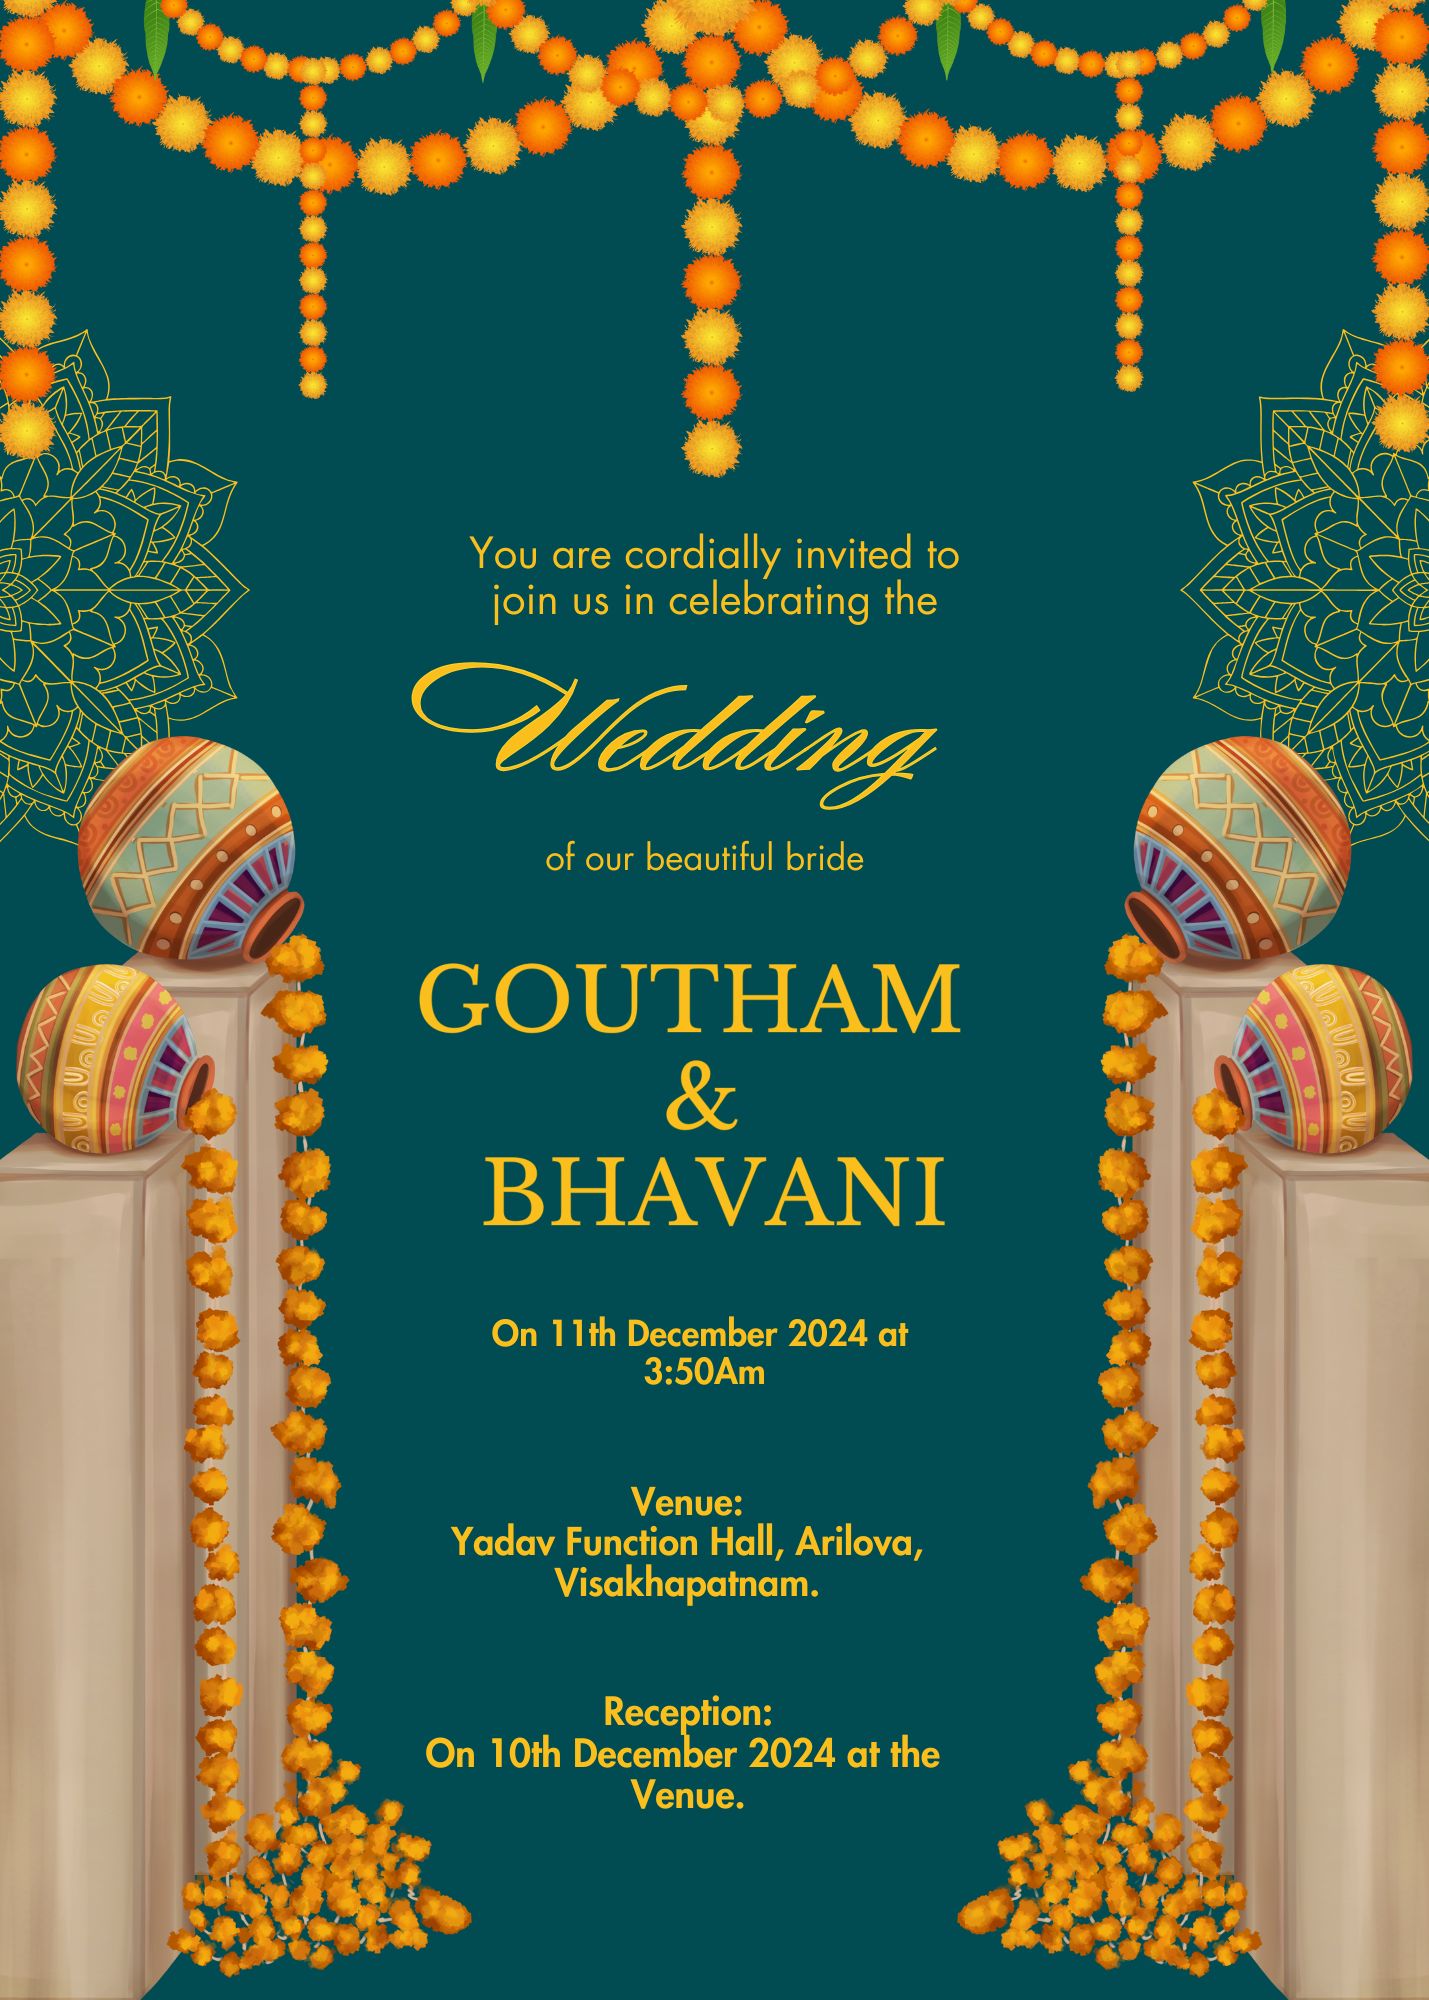 You are cordially invited to
join us in celebrating the
Wedding
of our beautiful bride
GOUTHAM
&
BHAVANI
On 11th December 2024 at
3:50Am
Venue:
Yadav Function Hall, Arilova,
Visakhapatnam.
Reception:
On 10th December 2024 at the
Venue.